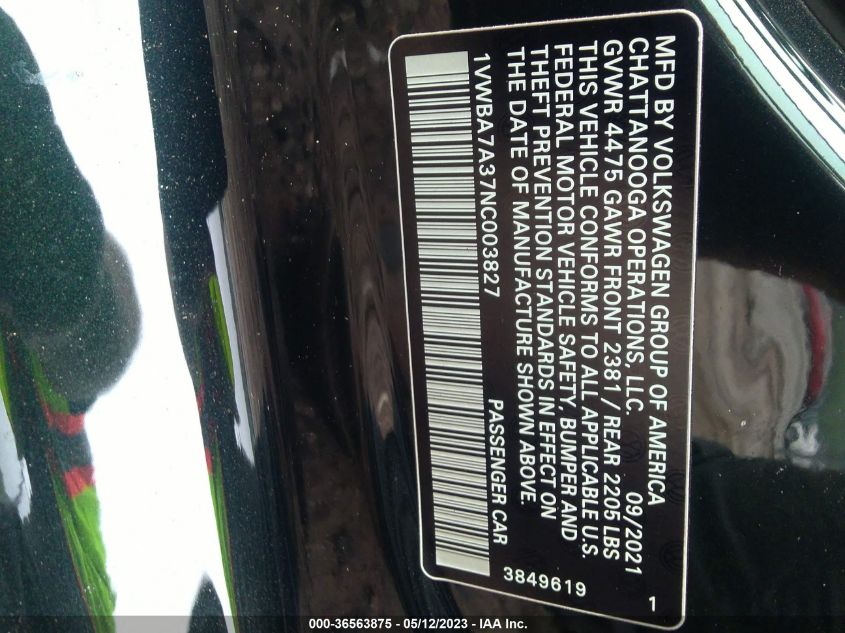 MFD BY VOLKSWAGEN GROUP OF AMERICA
CHATTANOOGA OPERATIONS, LLC. 09/2021
GVWR 4475 GAWR FRONT 2381 / REAR 2205 LBS
THIS VEHICLE CONFORMS TO ALL APPLICABLE U.S.
FEDERAL MOTOR VEHICLE SAFETY, BUMPER AND
THEFT PREVENTION STANDARDS IN EFFECT ON
THE DATE OF MANUFACTURE SHOWN ABOVE.
1VWBA7A37NC003827 PASSENGER CAR
3849619
1
000-36563875 - 05/12/2023 - IAA Inc.